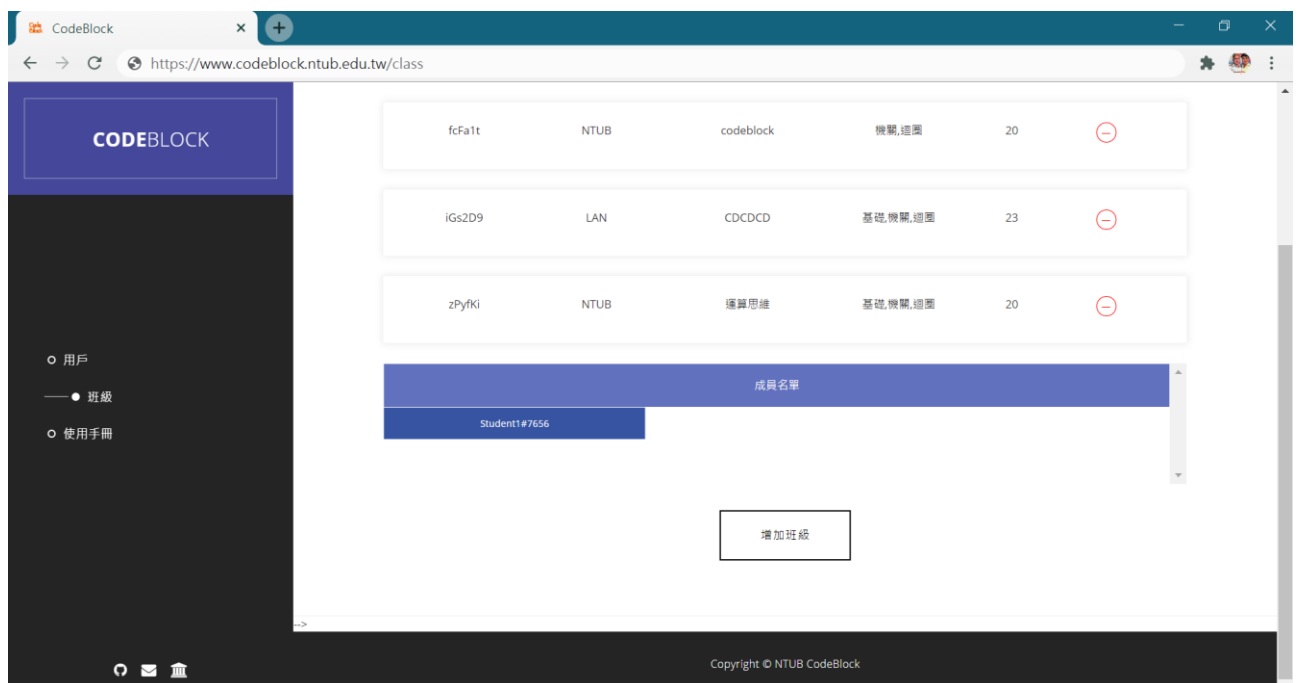 CodeBlock
https://www.codeblock.ntub.edu.tw/class
CODEBLOCK
用戶
班級
使用手冊
fcFa1t NTUB codeblock 機關,迴圈 20
iGs2D9 LAN CDCDCD 基礎,機關,迴圈 23
zPyfKi NTUB 運算思維 基礎,機關,迴圈 20
成員名單
Student1#7656
增加班級
-->
Copyright © NTUB CodeBlock